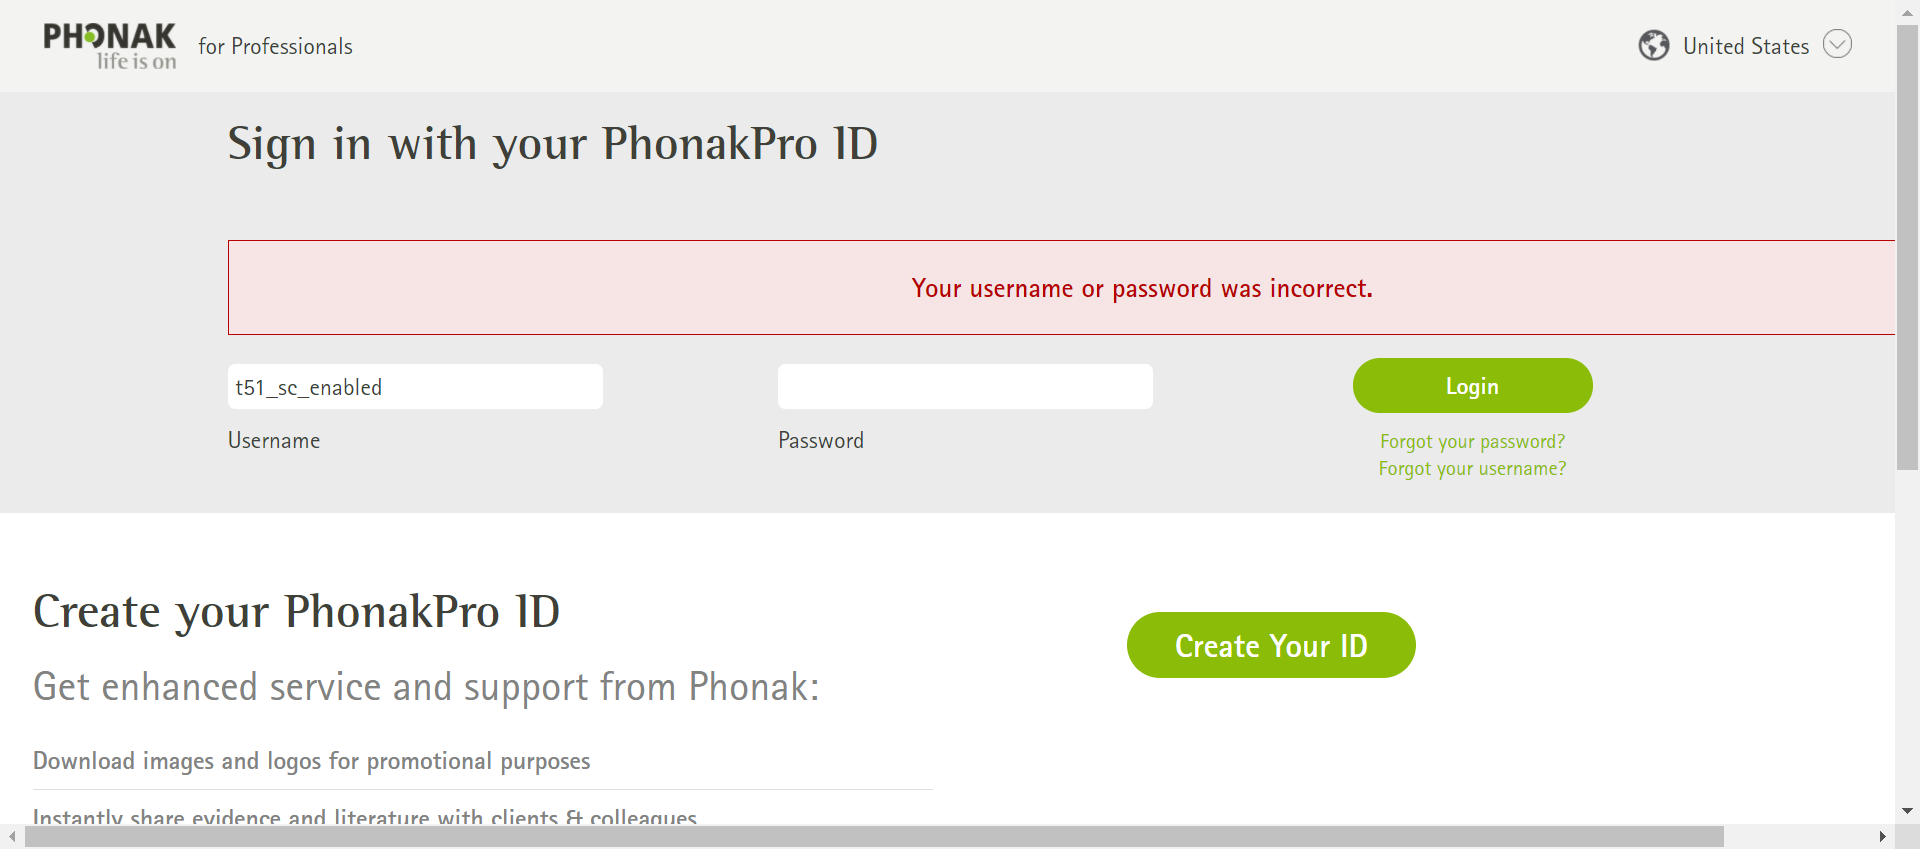 PHONAK
life is on
for Professionals
United States
Sign in with your PhonakPro ID
Your username or password was incorrect.
t51_sc_enabled
Login
Username
Password
Forgot your password?
Forgot your username?
Create your PhonakPro ID
Create Your ID
Get enhanced service and support from Phonak:
Download images and logos for promotional purposes
Instantly share evidence and literature with clients & colleagues